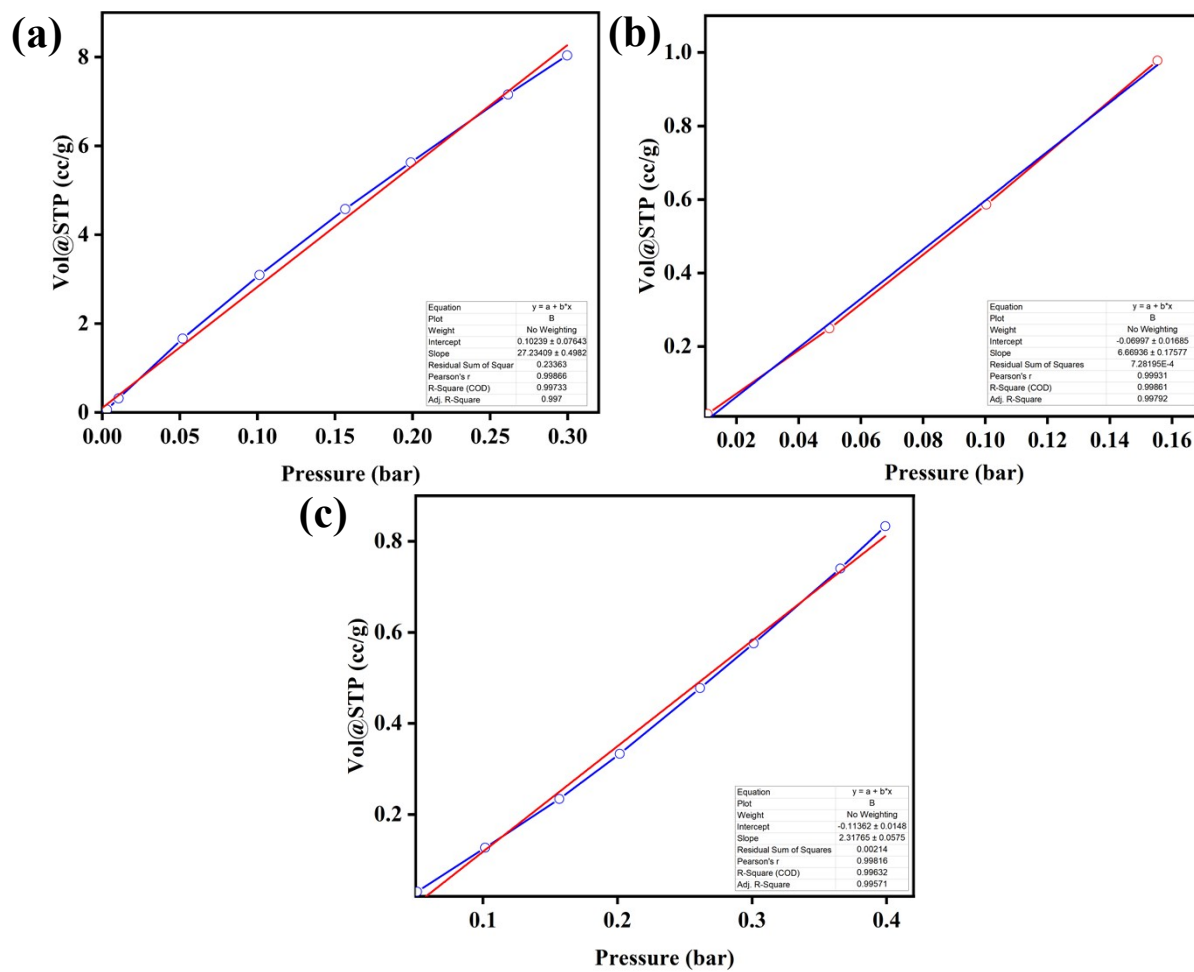 (a)
Vol@STP (cc/g)
8
6
4
2
0
0.00 0.05 0.10 0.15 0.20 0.25 0.30
Pressure (bar)
Equation y = a + b*x
Plot B
Weight No Weighting
Intercept 0.10239 ± 0.07643
Slope 27.23409 ± 0.4982
Residual Sum of Squar 0.23363
Pearson's r 0.99866
R-Square (COD) 0.99733
Adj. R-Square 0.997
(b)
Vol@STP (cc/g)
1.0
0.8
0.6
0.4
0.2
0.02 0.04 0.06 0.08 0.10 0.12 0.14 0.16
Pressure (bar)
Equation y = a + b*x
Plot B
Weight No Weighting
Intercept -0.06997 ± 0.01685
Slope 6.66936 ± 0.17577
Residual Sum of Squares 7.28195E-4
Pearson's r 0.99931
R-Square (COD) 0.99861
Adj. R-Square 0.99792
(c)
Vol@STP (cc/g)
0.8
0.6
0.4
0.2
0.1 0.2 0.3 0.4
Pressure (bar)
Equation y = a + b*x
Plot B
Weight No Weighting
Intercept -0.11362 ± 0.0148
Slope 2.31765 ± 0.0575
Residual Sum of Squares 0.00214
Pearson's r 0.99816
R-Square (COD) 0.99632
Adj. R-Square 0.99571